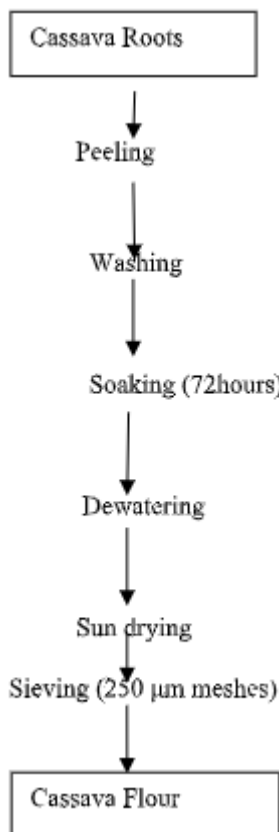 Cassava Roots
Peeling
Washing
Soaking (72hours)
Dewatering
Sun drying
Sieving (250 μm meshes)
Cassava Flour